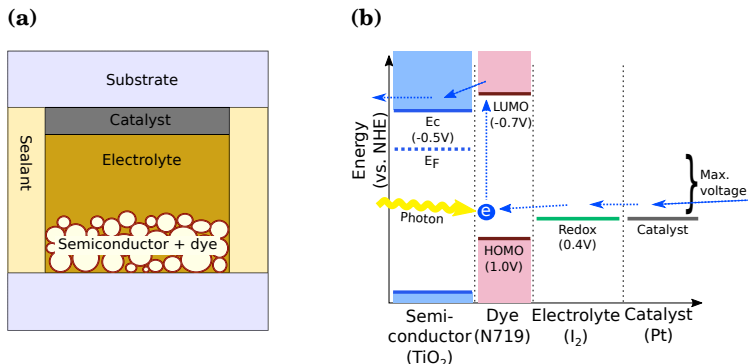 (a)
Substrate
Catalyst
Electrolyte
Sealant
Semiconductor + dye
(b)
Energy
(vs. NHE)
Ec
(-0.5V)
E_F
LUMO
(-0.7V)
Photon
e
HOMO
(1.0V)
Redox
(0.4V)
Catalyst
Max.
voltage
Semi-
conductor
(TiO₂)
Dye
(N719)
Electrolyte
(I₂)
Catalyst
(Pt)